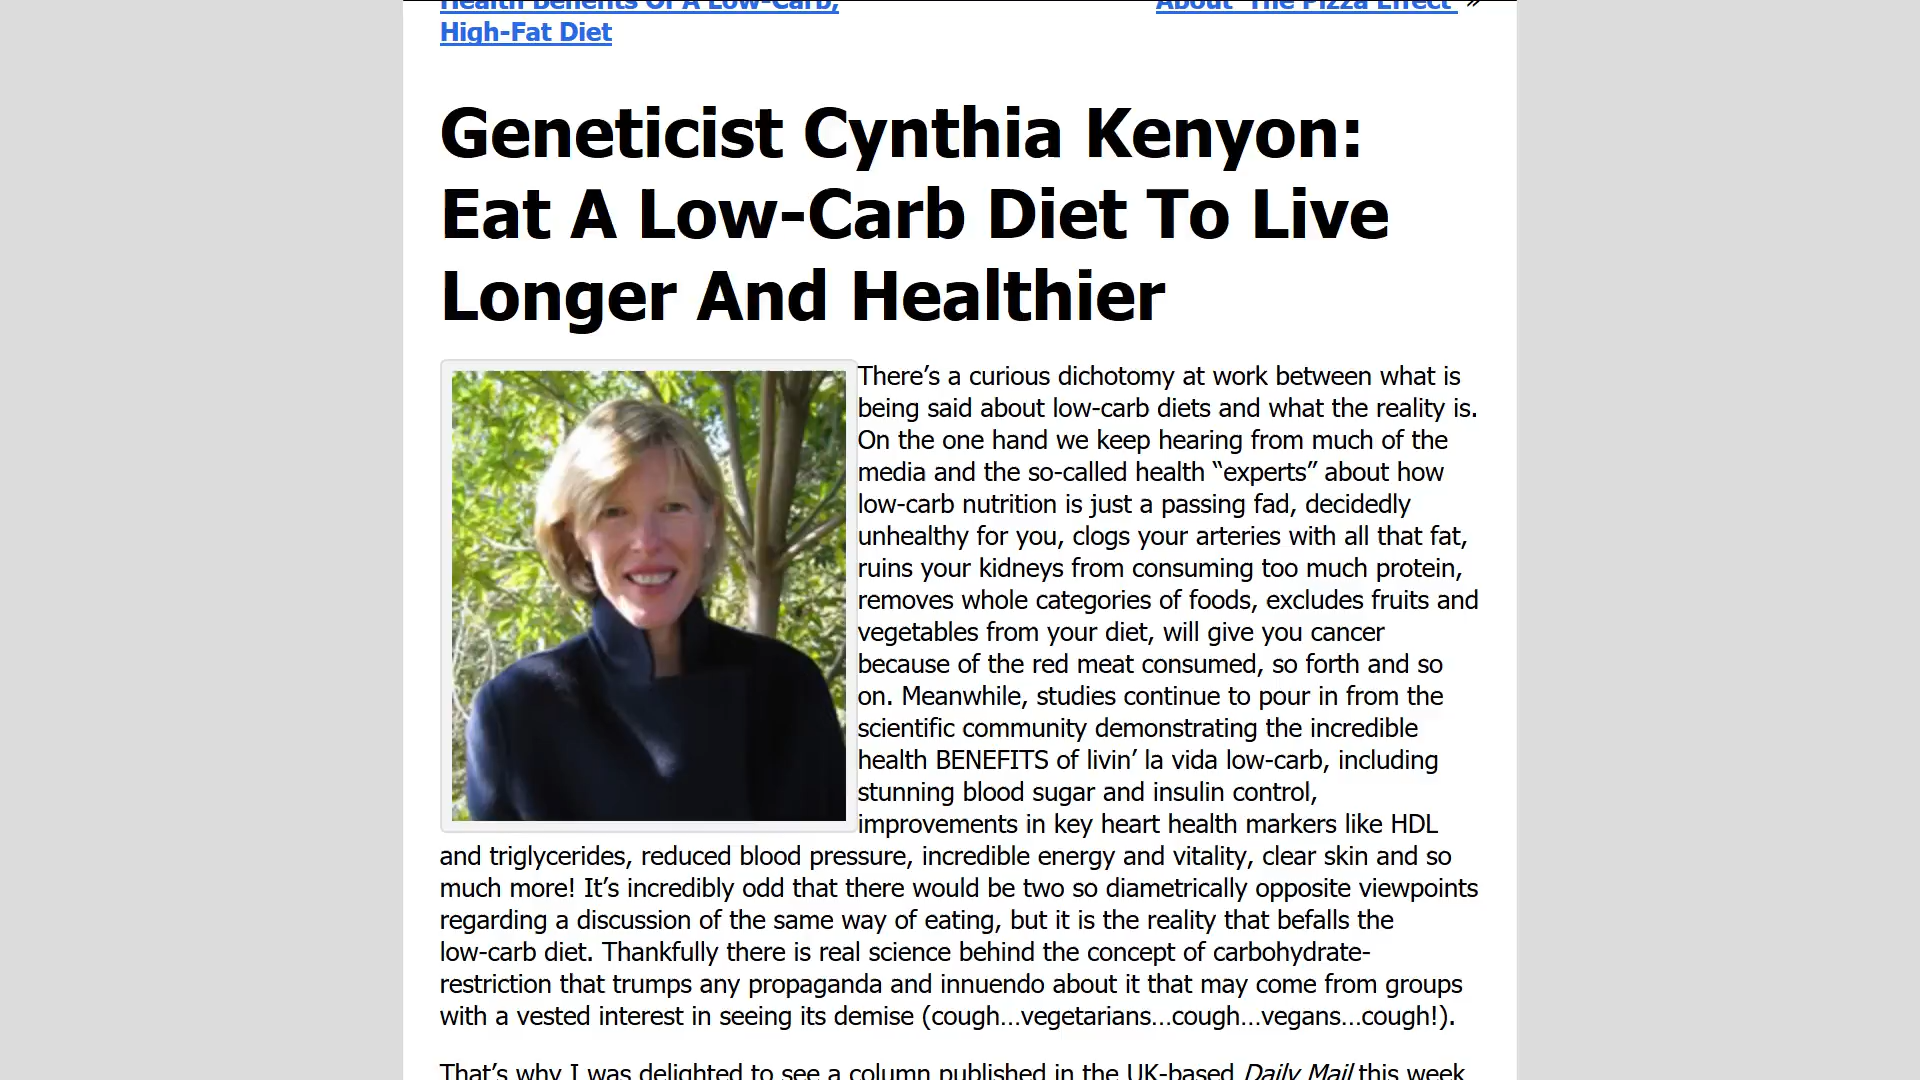 Health Benefits Of A Low-Carb,
High-Fat Diet
About ‘The Pizza Effect’ »
Geneticist Cynthia Kenyon:
Eat A Low-Carb Diet To Live
Longer And Healthier
There’s a curious dichotomy at work between what is
being said about low-carb diets and what the reality is.
On the one hand we keep hearing from much of the
media and the so-called health “experts” about how
low-carb nutrition is just a passing fad, decidedly
unhealthy for you, clogs your arteries with all that fat,
ruins your kidneys from consuming too much protein,
removes whole categories of foods, excludes fruits and
vegetables from your diet, will give you cancer
because of the red meat consumed, so forth and so
on. Meanwhile, studies continue to pour in from the
scientific community demonstrating the incredible
health BENEFITS of livin’ la vida low-carb, including
stunning blood sugar and insulin control,
improvements in key heart health markers like HDL
and triglycerides, reduced blood pressure, incredible energy and vitality, clear skin and so
much more! It’s incredibly odd that there would be two so diametrically opposite viewpoints
regarding a discussion of the same way of eating, but it is the reality that befalls the
low-carb diet. Thankfully there is real science behind the concept of carbohydrate-
restriction that trumps any propaganda and innuendo about it that may come from groups
with a vested interest in seeing its demise (cough…vegetarians…cough…vegans…cough!).
That’s why I was delighted to see a column published in the UK-based Daily Mail this week